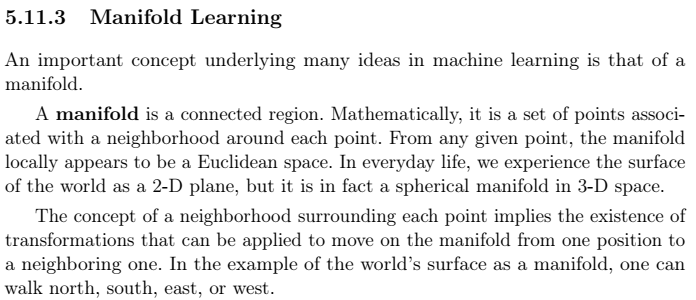 5.11.3 Manifold Learning
An important concept underlying many ideas in machine learning is that of a
manifold.
A manifold is a connected region. Mathematically, it is a set of points associ-
ated with a neighborhood around each point. From any given point, the manifold
locally appears to be a Euclidean space. In everyday life, we experience the surface
of the world as a 2-D plane, but it is in fact a spherical manifold in 3-D space.
The concept of a neighborhood surrounding each point implies the existence of
transformations that can be applied to move on the manifold from one position to
a neighboring one. In the example of the world’s surface as a manifold, one can
walk north, south, east, or west.